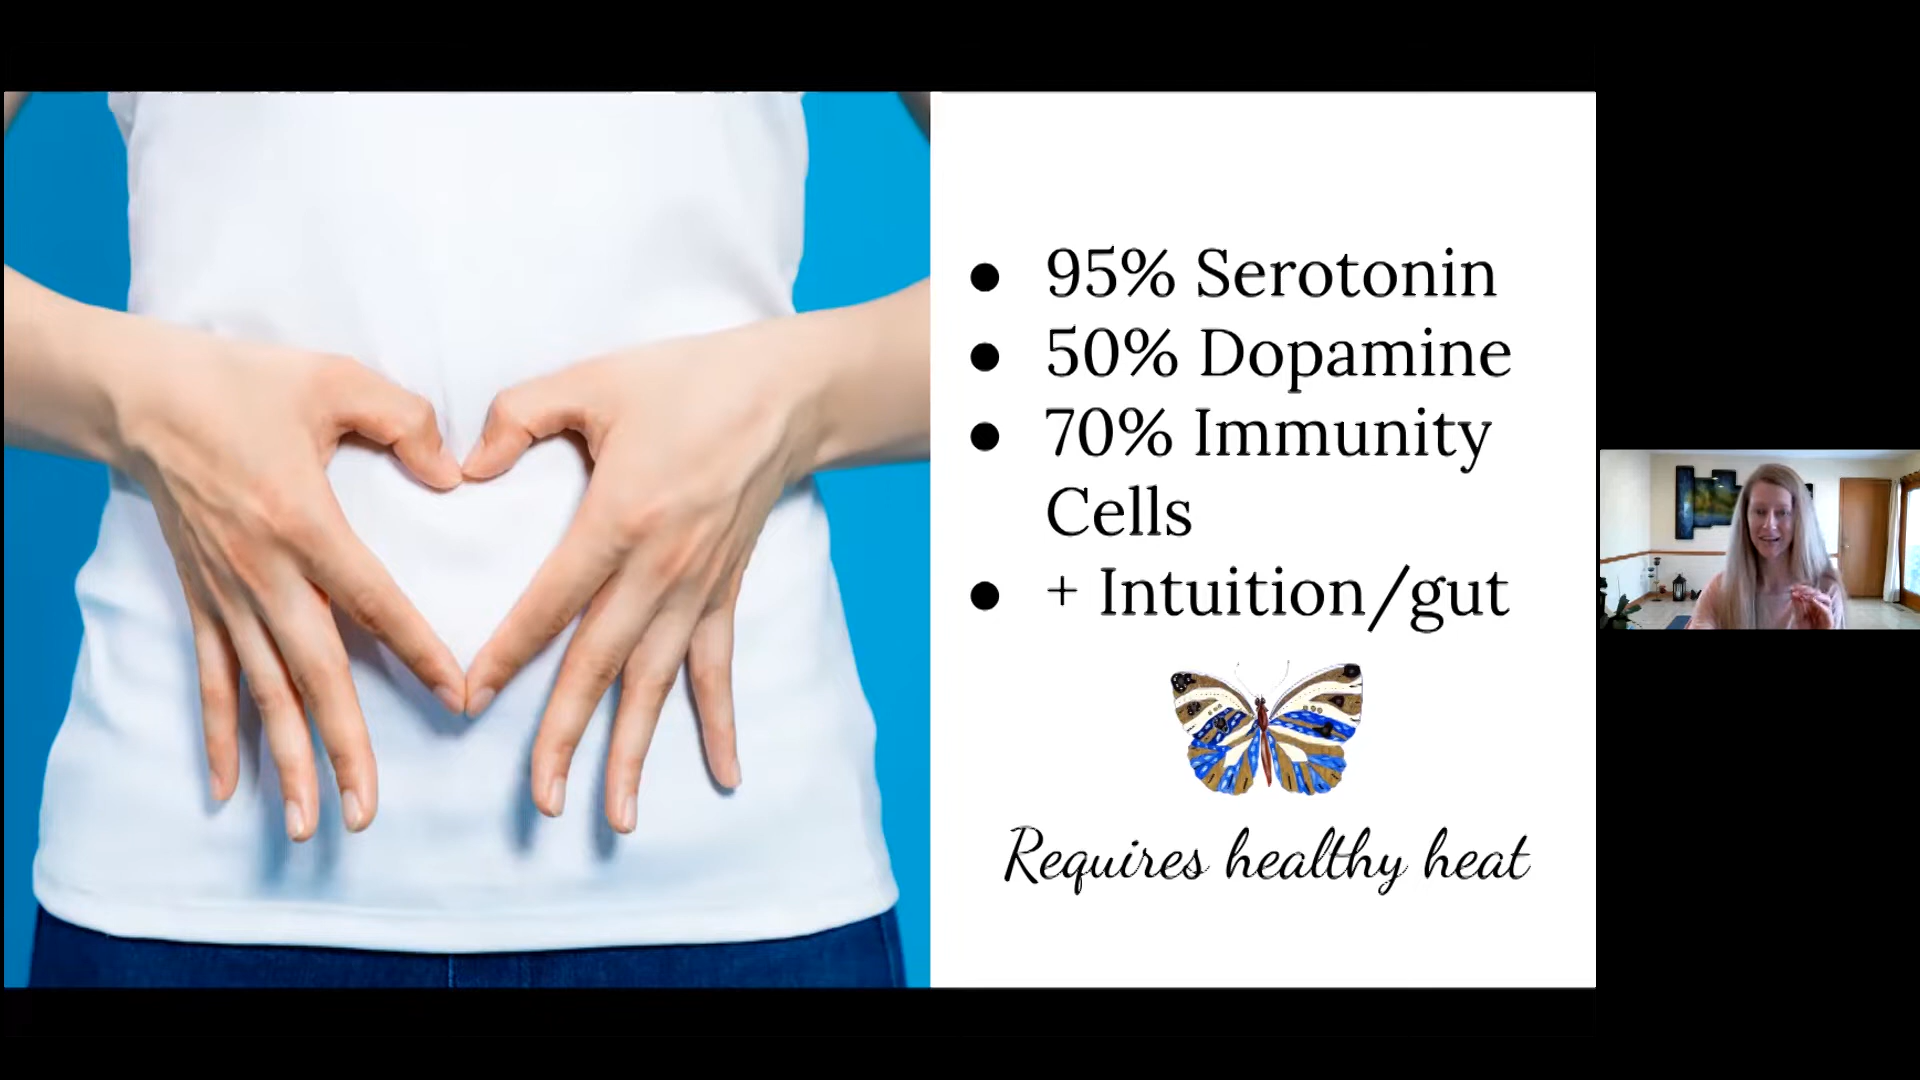 ● 95% Serotonin
● 50% Dopamine
● 70% Immunity
Cells
● + Intuition/gut
Requires healthy heat